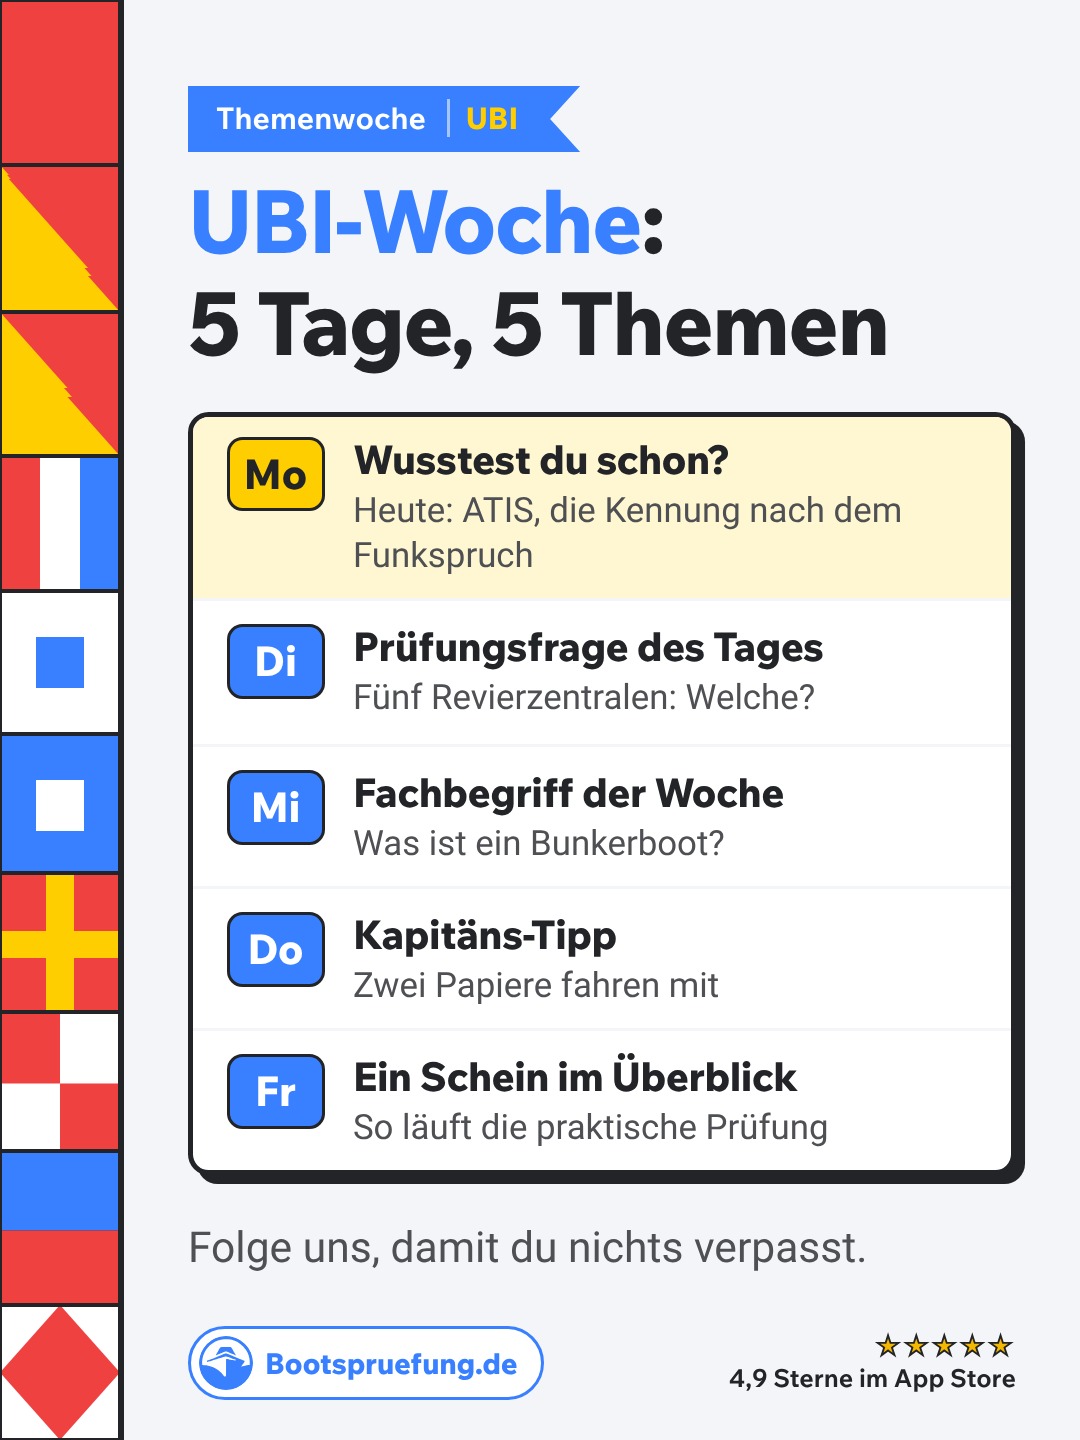 Themenwoche | UBI
UBI-Woche:
5 Tage, 5 Themen
Mo
Wusstest du schon?
Heute: ATIS, die Kennung nach dem
Funkspruch
Di
Prüfungsfrage des Tages
Fünf Revierzentralen: Welche?
Mi
Fachbegriff der Woche
Was ist ein Bunkerboot?
Do
Kapitäns-Tipp
Zwei Papiere fahren mit
Fr
Ein Schein im Überblick
So läuft die praktische Prüfung
Folge uns, damit du nichts verpasst.
Bootspruefung.de
★★★★★
4,9 Sterne im App Store